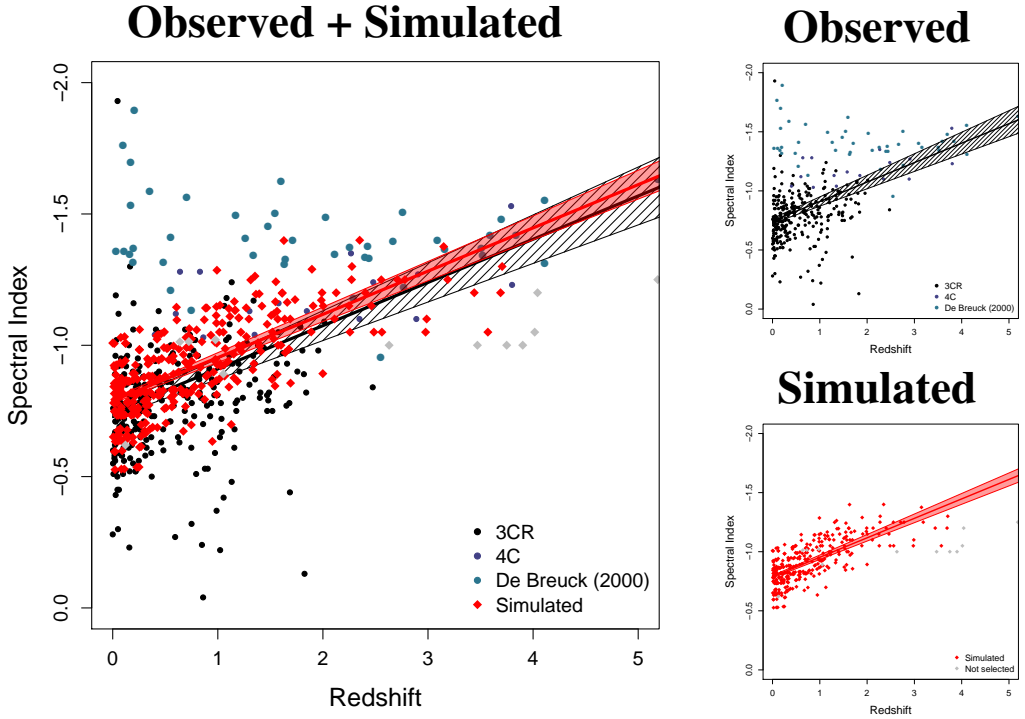 Observed + Simulated
Spectral Index
−2.0
−1.5
−1.0
−0.5
0.0
0 1 2 3 4 5
Redshift
3CR
4C
De Breuck (2000)
Simulated
Observed
Spectral Index
−2.0
−1.5
−1.0
−0.5
0.0
0 1 2 3 4 5
Redshift
3CR
4C
De Breuck (2000)
Simulated
Spectral Index
−2.0
−1.5
−1.0
−0.5
0.0
0 1 2 3 4 5
Redshift
Simulated
Not selected